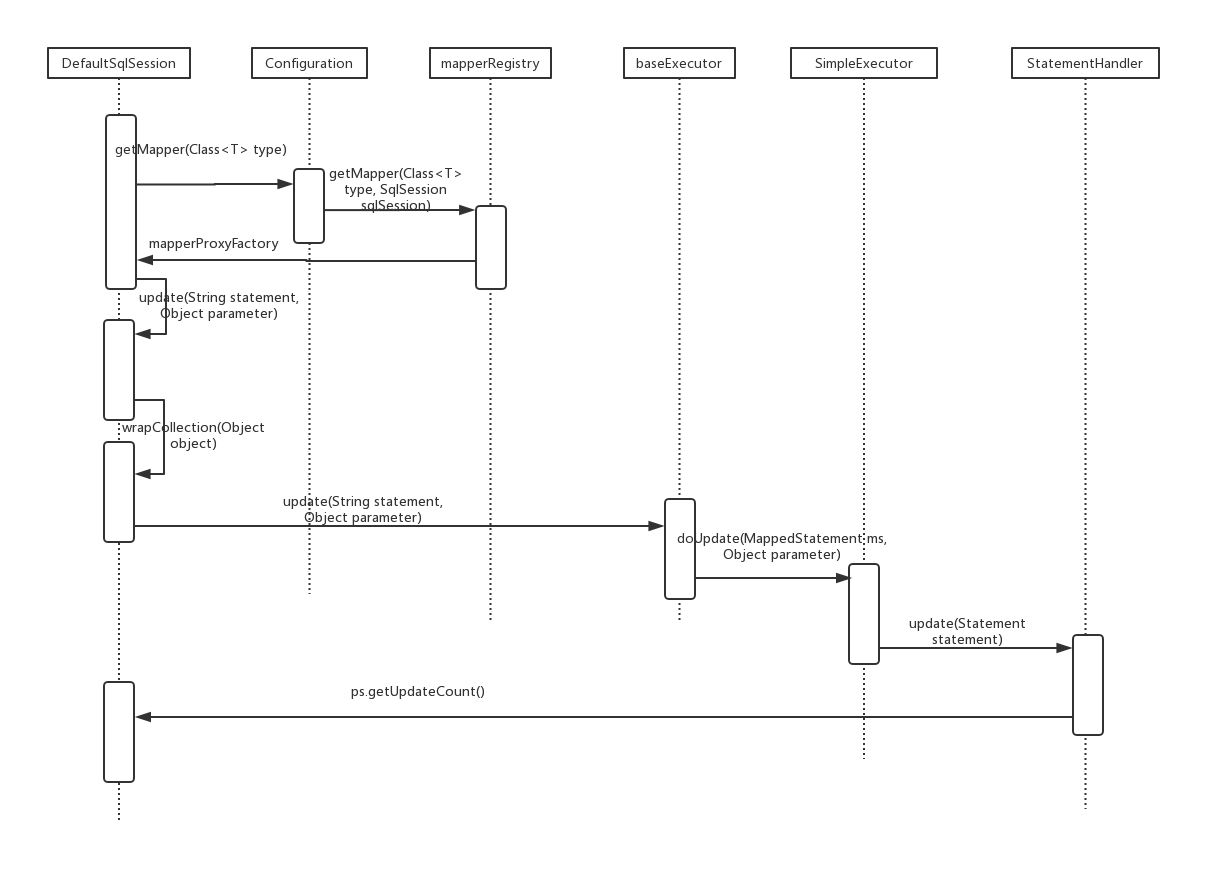 DefaultSqlSession
Configuration
mapperRegistry
baseExecutor
SimpleExecutor
StatementHandler
getMapper(Class<T> type)
getMapper(Class<T>
type, SqlSession
sqlSession)
mapperProxyFactory
update(String statement,
Object parameter)
wrapCollection(Object
object)
update(String statement,
Object parameter)
doUpdate(MappedStatement ms,
Object parameter)
update(Statement
statement)
ps.getUpdateCount()